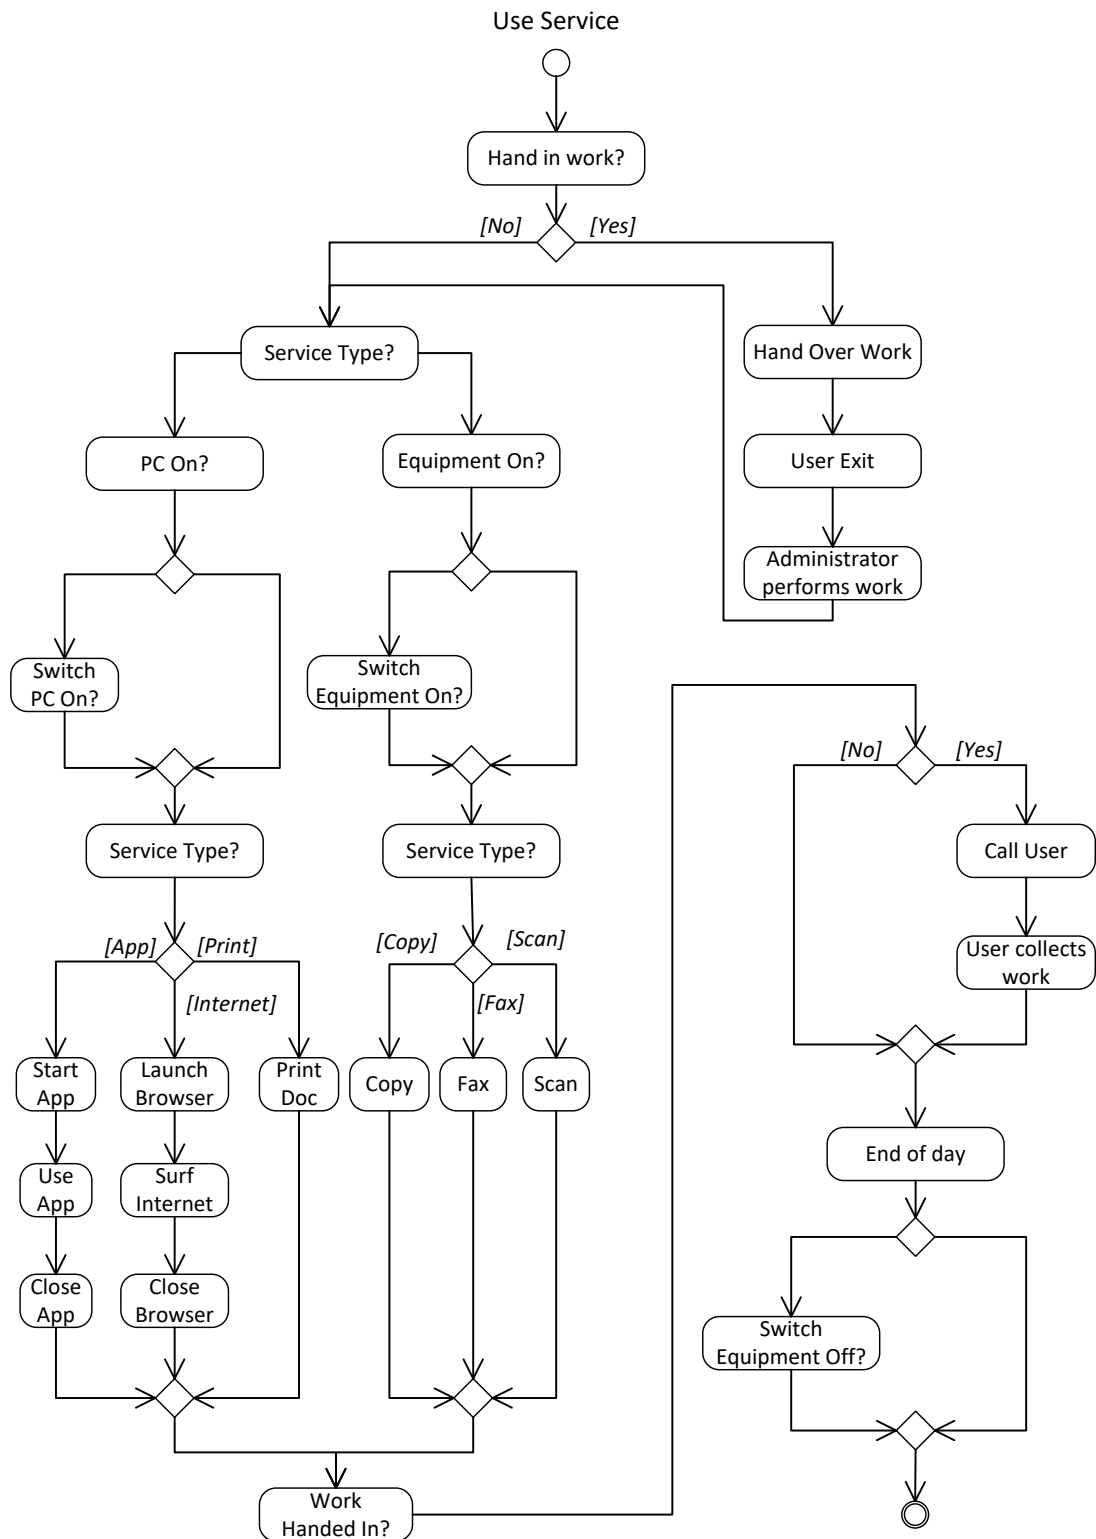 Use Service
Hand in work?
[No]
[Yes]
Service Type?
Hand Over Work
PC On?
Equipment On?
User Exit
Administrator
performs work
Switch
PC On?
Switch
Equipment On?
[No]
[Yes]
Service Type?
Service Type?
Call User
[App]
[Print]
[Internet]
[Copy]
[Scan]
[Fax]
User collects
work
Start
App
Launch
Browser
Print
Doc
Copy
Fax
Scan
End of day
Use
App
Surf
Internet
Close
App
Close
Browser
Switch
Equipment Off?
Work
Handed In?